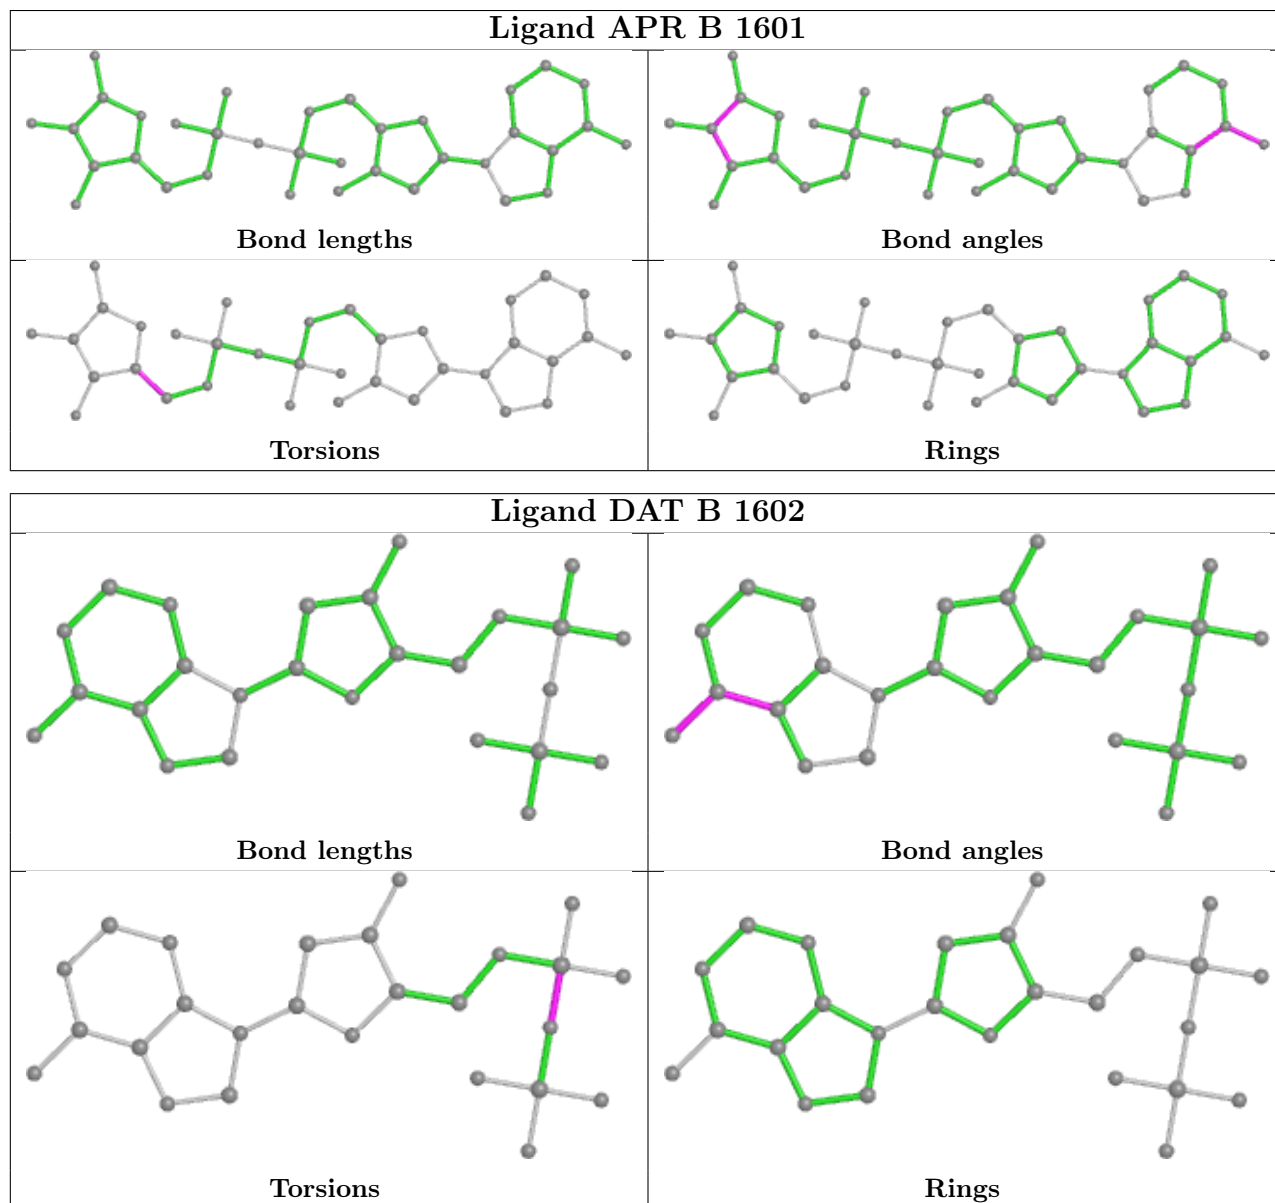 Ligand APR B 1601
Bond lengths
Bond angles
Torsions
Rings
Ligand DAT B 1602
Bond lengths
Bond angles
Torsions
Rings